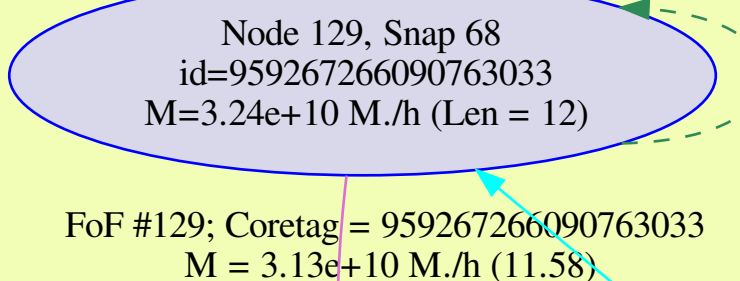 Node 129, Snap 68
id=959267266090763033
M=3.24e+10 M./h (Len = 12)
FoF #129; Coretag = 959267266090763033
M = 3.13e+10 M./h (11.58)